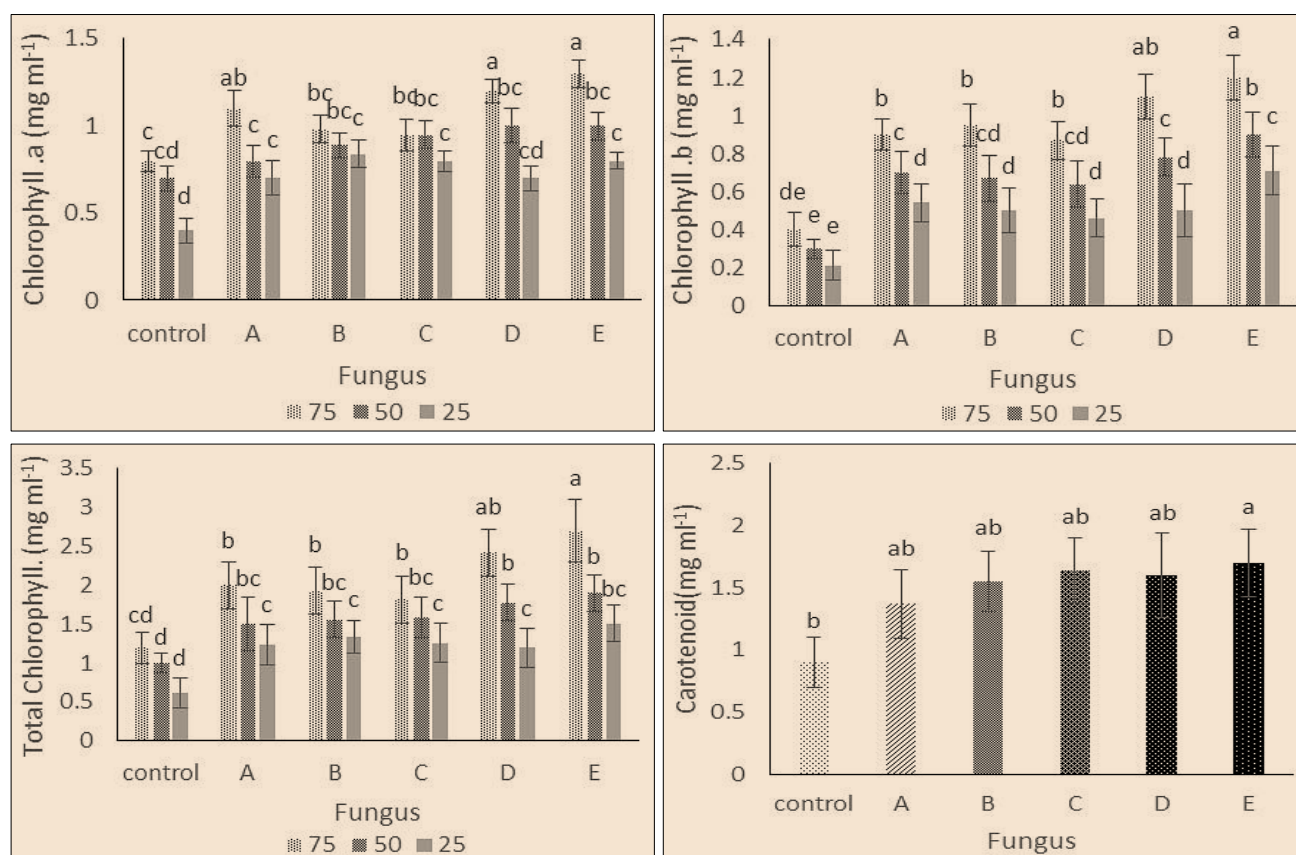 Chlorophyll .a (mg ml-1)
1.5
1
0.5
0
c
cd
d
ab
c
c
bc
bc
c
bc
bc
c
a
bc
cd
a
bc
c
control A B C D E
Fungus
75 50 25
Chlorophyll .b (mg ml-1)
1.4
1.2
1
0.8
0.6
0.4
0.2
0
de
e
e
b
c
d
b
cd
d
b
cd
d
ab
b
d
a
b
c
control A B C D E
Fungus
75 50 25
Total Chlorophyll. (mg ml-1)
3.5
3
2.5
2
1.5
1
0.5
0
cd
d
d
b
bc
c
b
bc
c
b
bc
c
ab
b
c
a
b
bc
control A B C D E
Fungus
75 50 25
Carotenoid(mg ml-1)
2.5
2
1.5
1
0.5
0
b
ab
ab
ab
ab
a
control A B C D E
Fungus